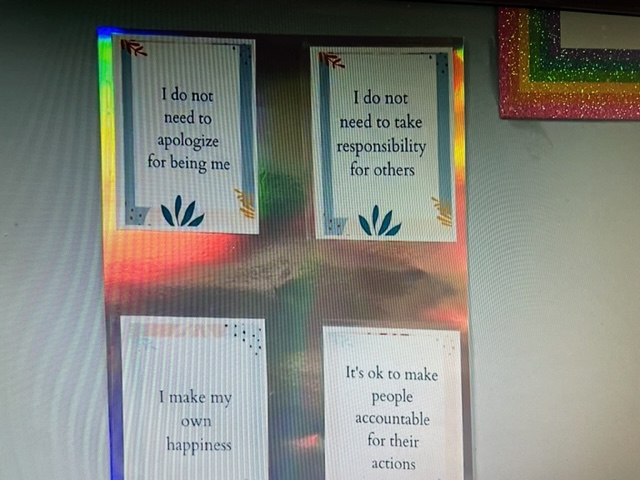 I do not
need to
apologize
for being me
I do not
need to take
responsibility
for others
I make my
own
happiness
It's ok to make
people
accountable
for their
actions